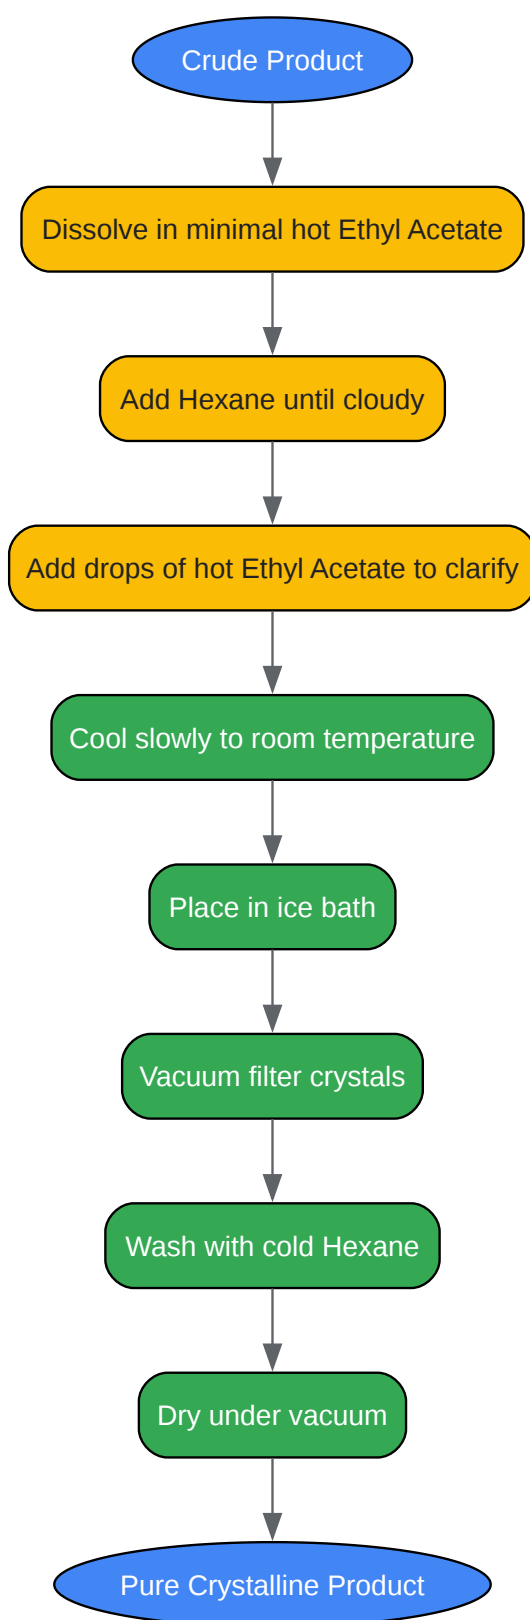 Crude Product
Dissolve in minimal hot Ethyl Acetate
Add Hexane until cloudy
Add drops of hot Ethyl Acetate to clarify
Cool slowly to room temperature
Place in ice bath
Vacuum filter crystals
Wash with cold Hexane
Dry under vacuum
Pure Crystalline Product